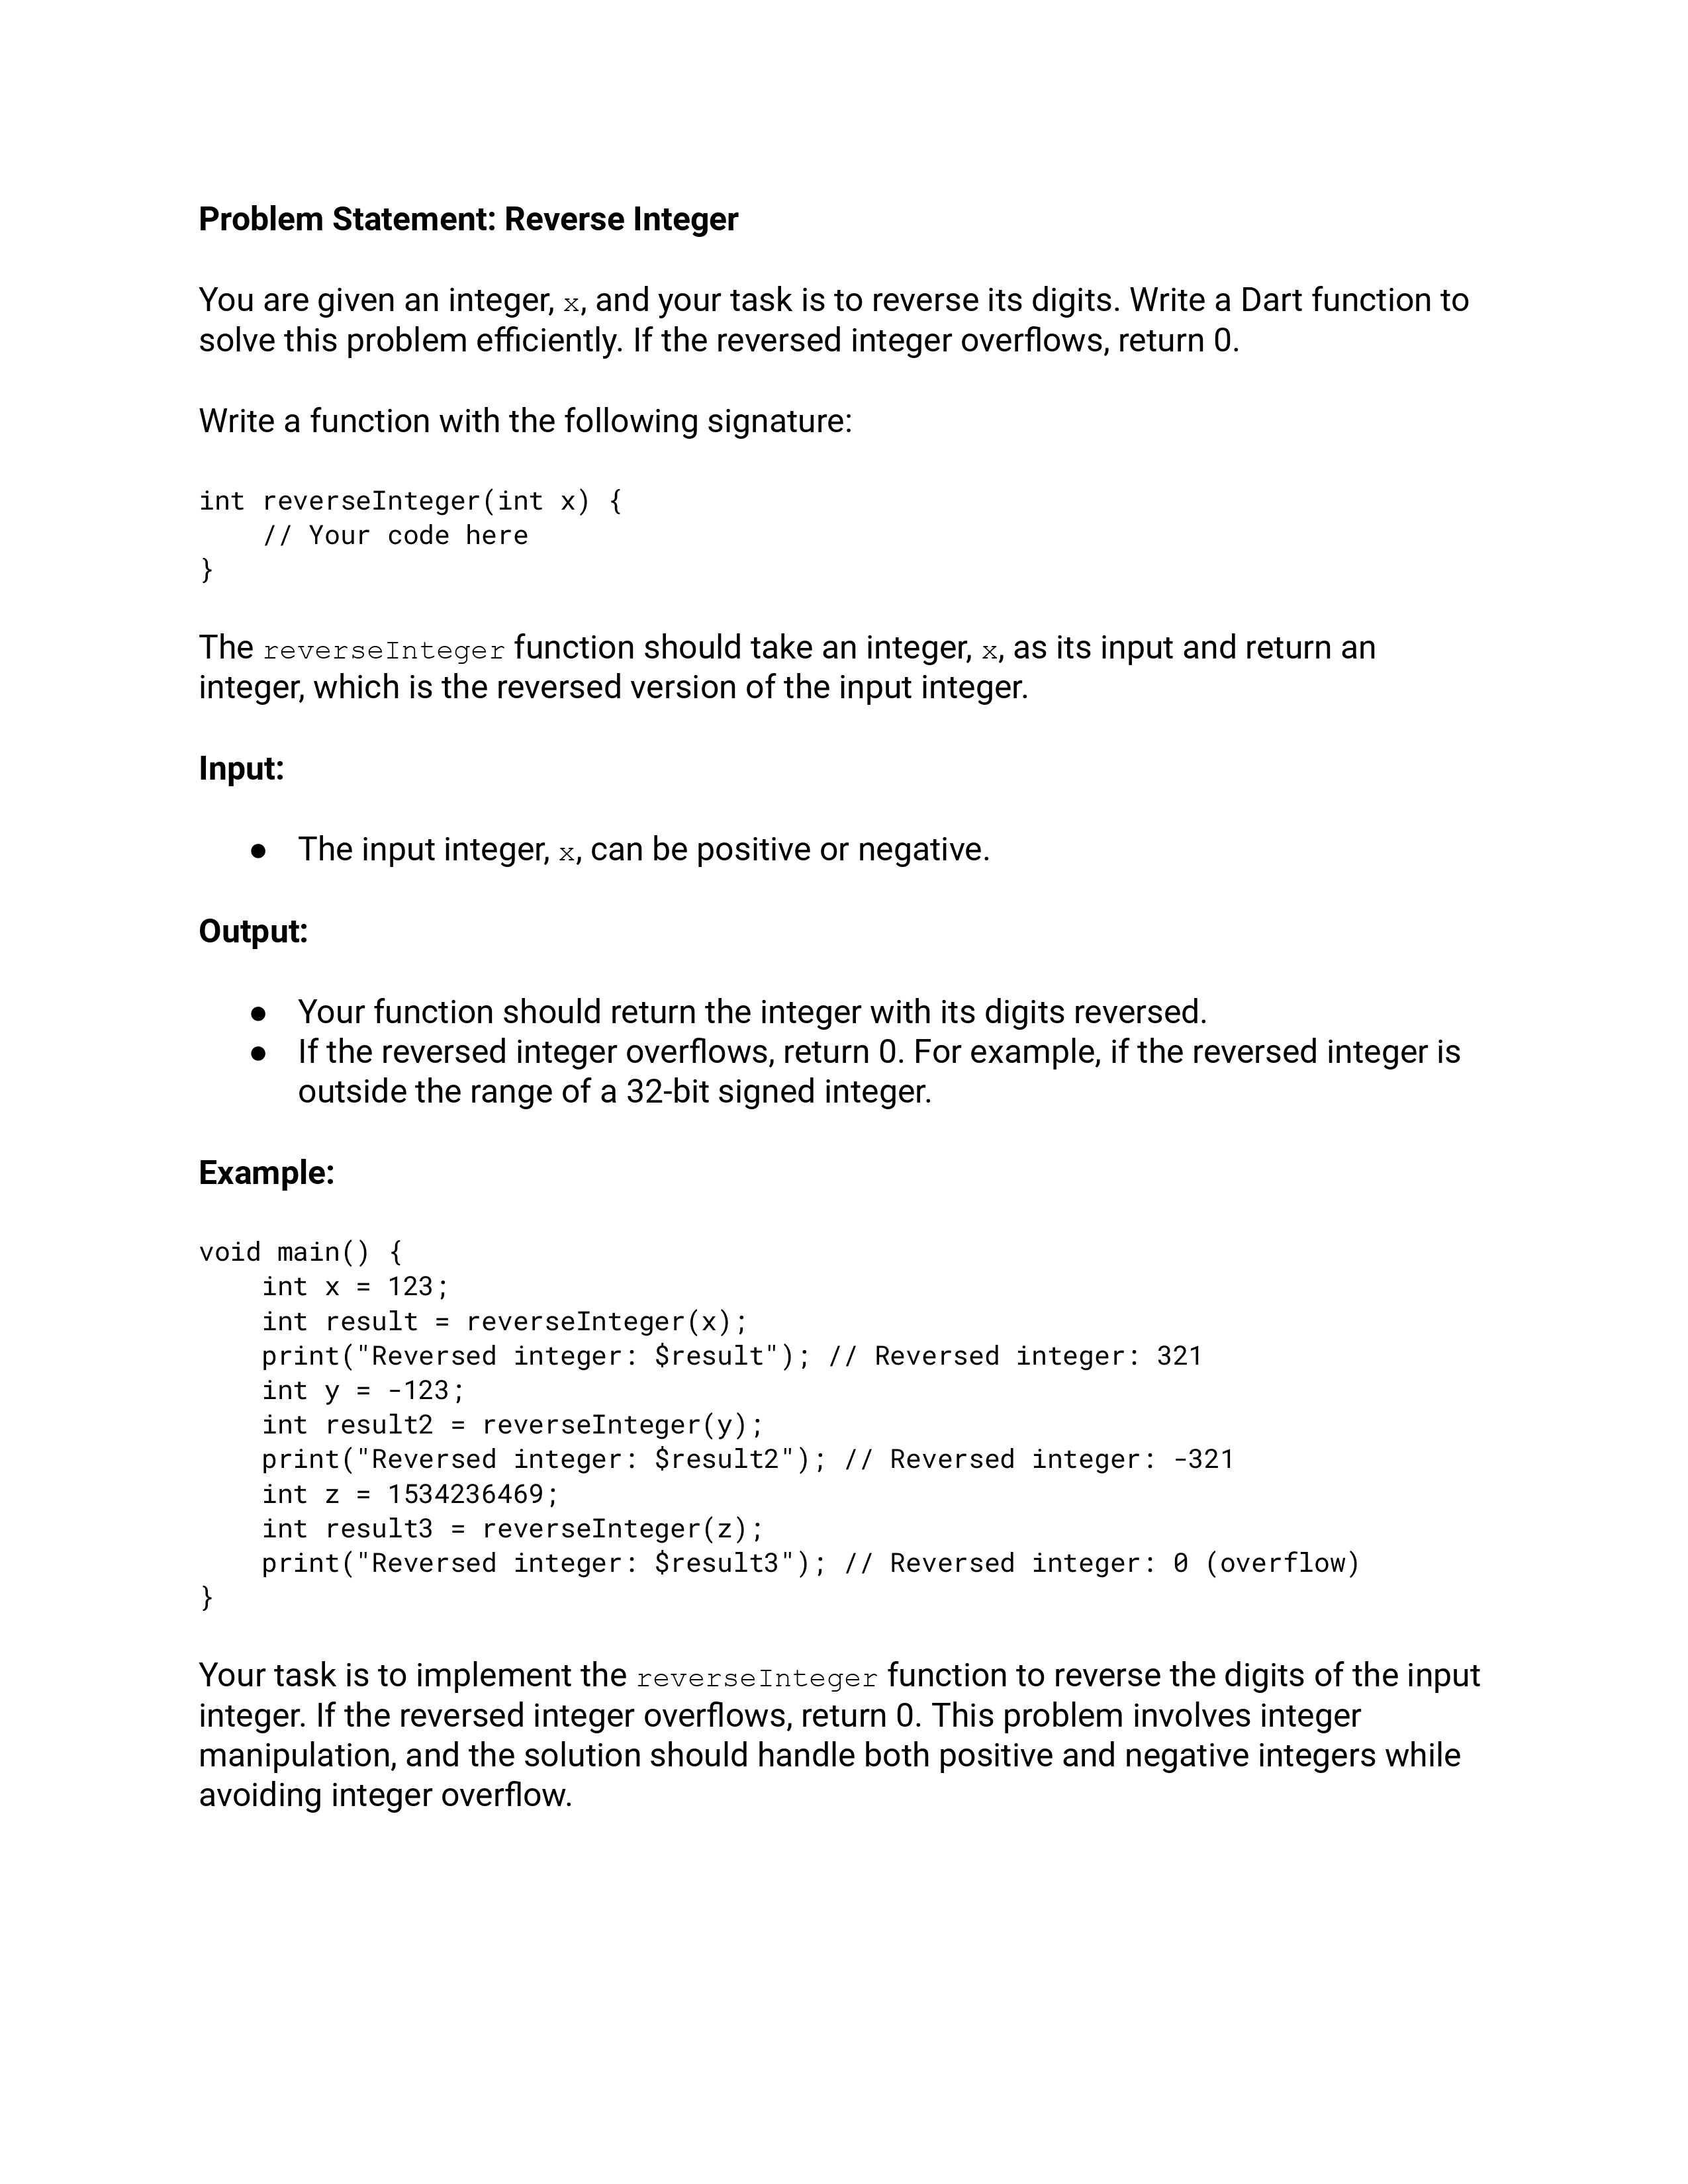 Problem Statement: Reverse Integer
You are given an integer, x, and your task is to reverse its digits. Write a Dart function to
solve this problem efficiently. If the reversed integer overflows, return 0.
Write a function with the following signature:
int reverseInteger(int x) {
    // Your code here
}
The reverseInteger function should take an integer, x, as its input and return an
integer, which is the reversed version of the input integer.
Input:
● The input integer, x, can be positive or negative.
Output:
● Your function should return the integer with its digits reversed.
● If the reversed integer overflows, return 0. For example, if the reversed integer is
outside the range of a 32-bit signed integer.
Example:
void main() {
    int x = 123;
    int result = reverseInteger(x);
    print("Reversed integer: $result"); // Reversed integer: 321
    int y = -123;
    int result2 = reverseInteger(y);
    print("Reversed integer: $result2"); // Reversed integer: -321
    int z = 1534236469;
    int result3 = reverseInteger(z);
    print("Reversed integer: $result3"); // Reversed integer: 0 (overflow)
}
Your task is to implement the reverseInteger function to reverse the digits of the input
integer. If the reversed integer overflows, return 0. This problem involves integer
manipulation, and the solution should handle both positive and negative integers while
avoiding integer overflow.